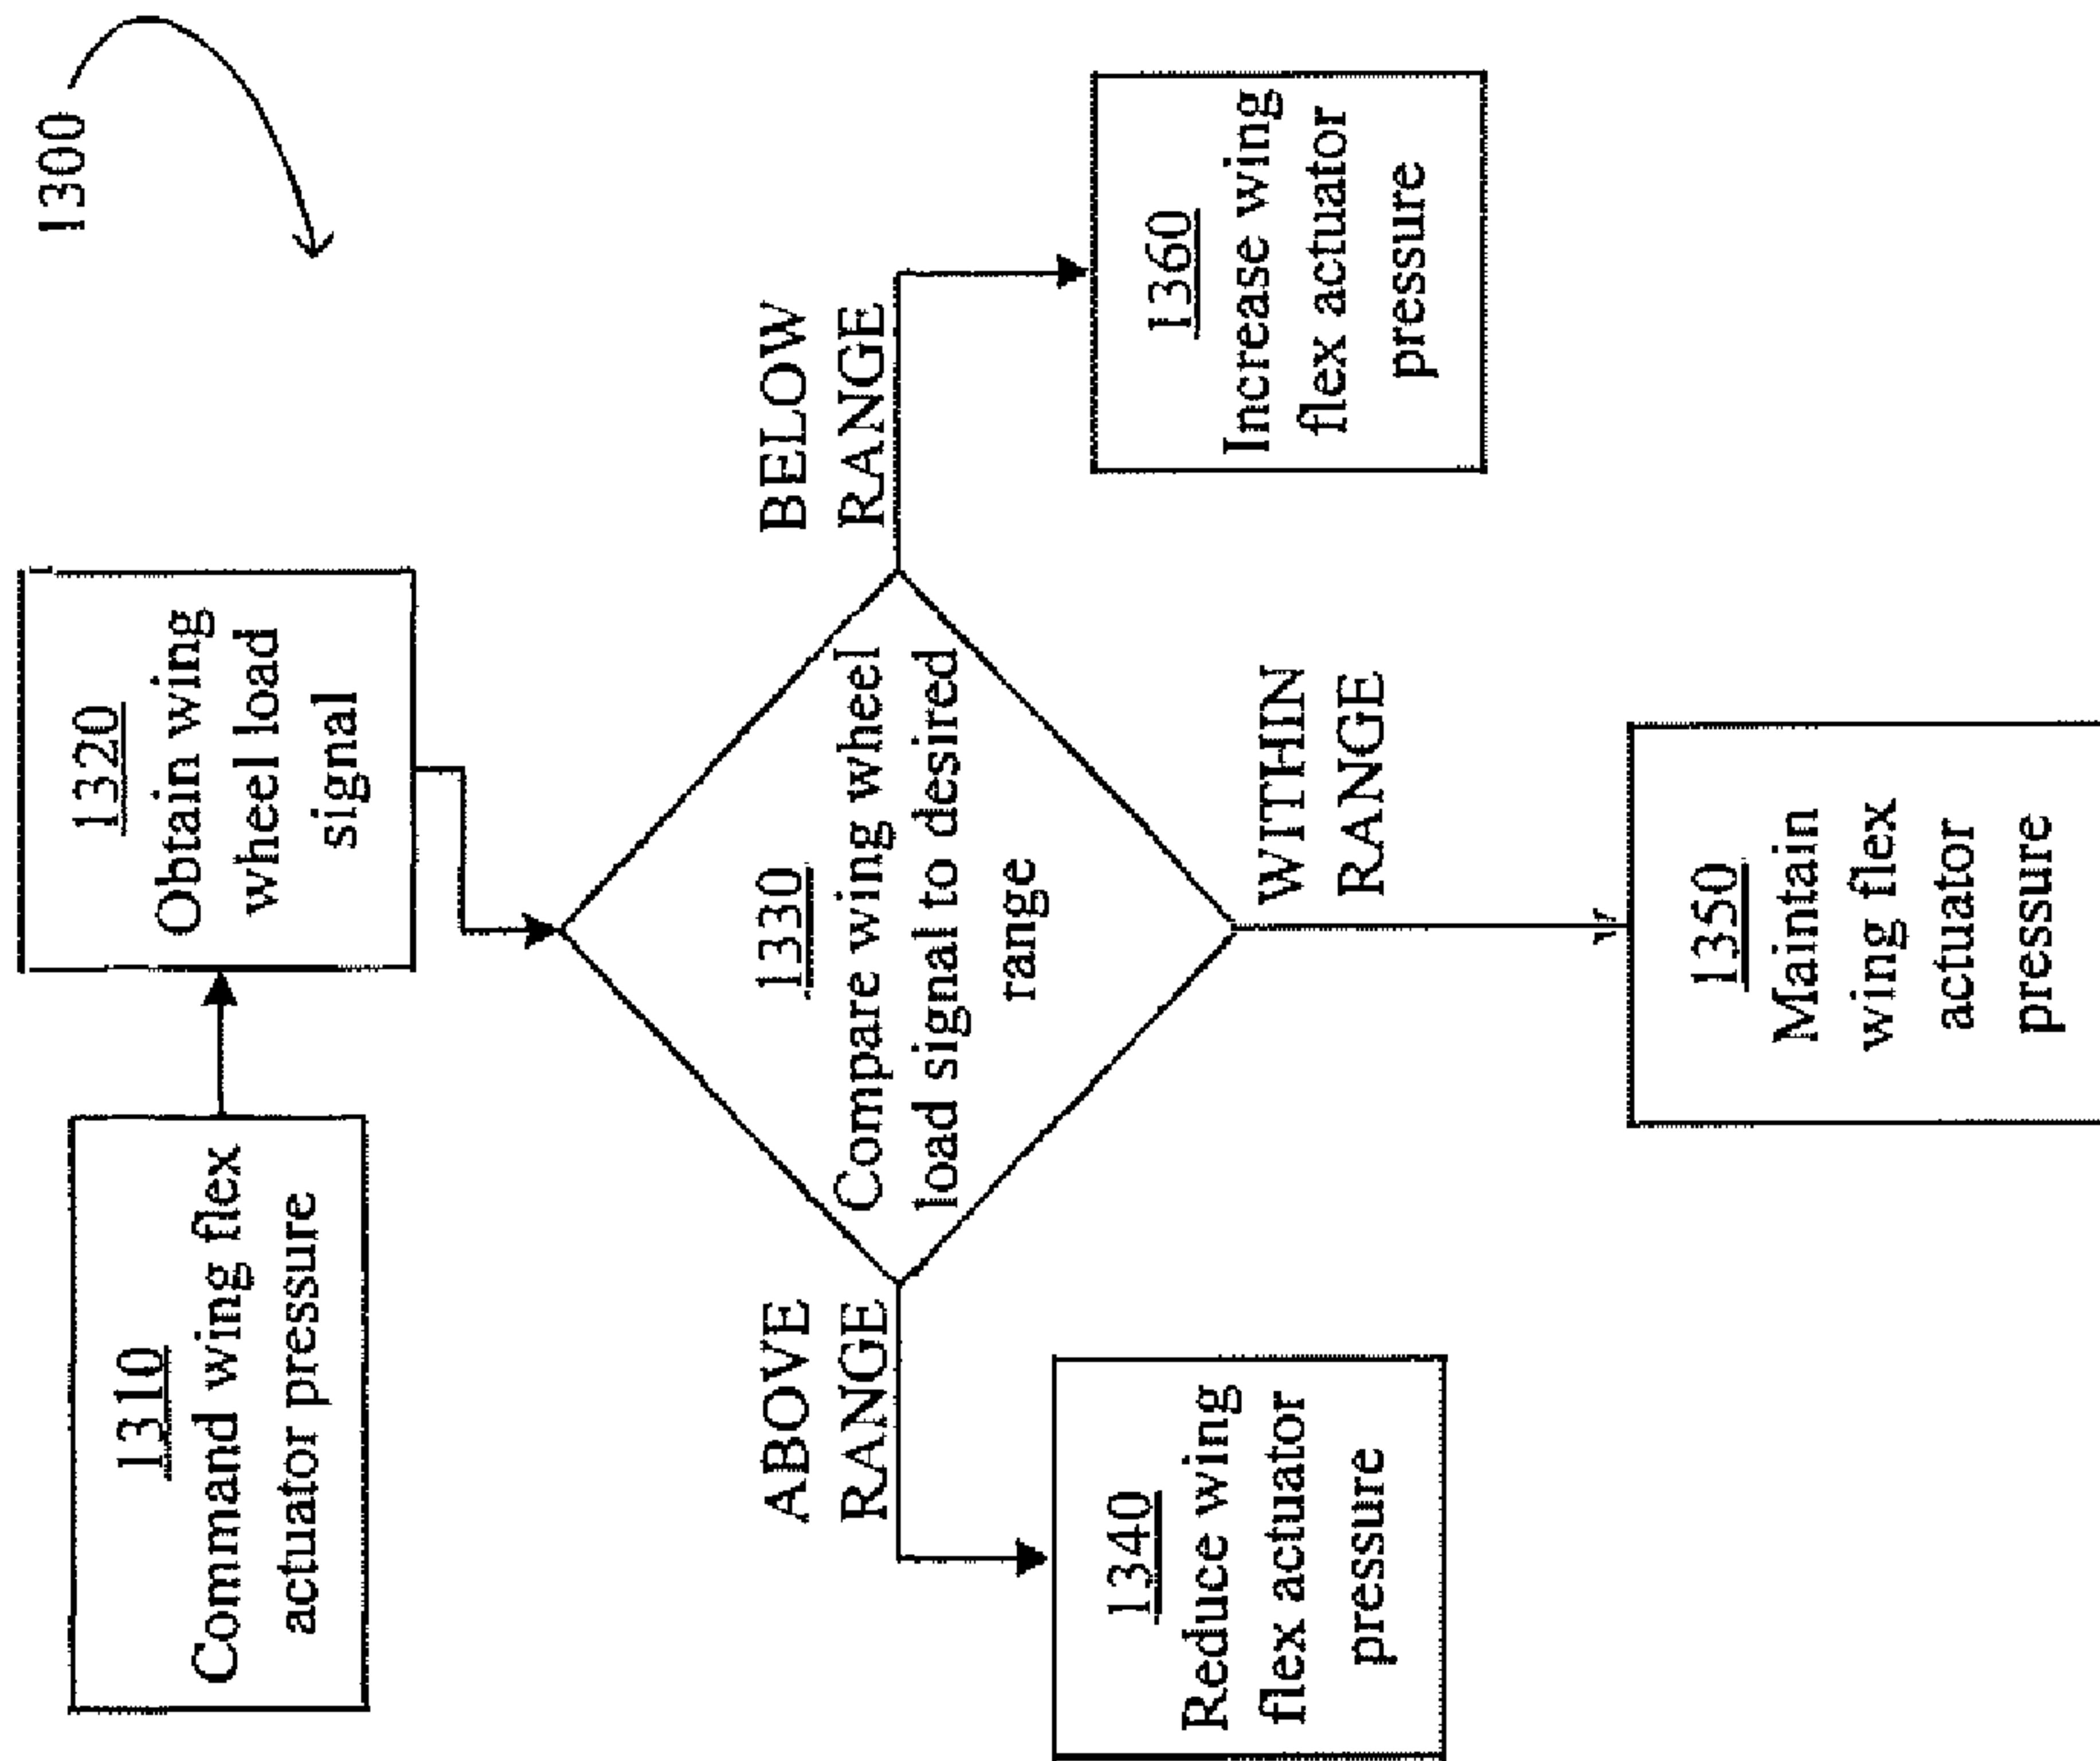 1300
1310
Command wing flex
actuator pressure
1320
Obtain wing
wheel load
signal
1330
Compare wing wheel
load signal to desired
range
ABOVE
RANGE
BELOW
RANGE
WITHIN
RANGE
1340
Reduce wing
flex actuator
pressure
1350
Maintain
wing flex
actuator
pressure
1360
Increase wing
flex actuator
pressure